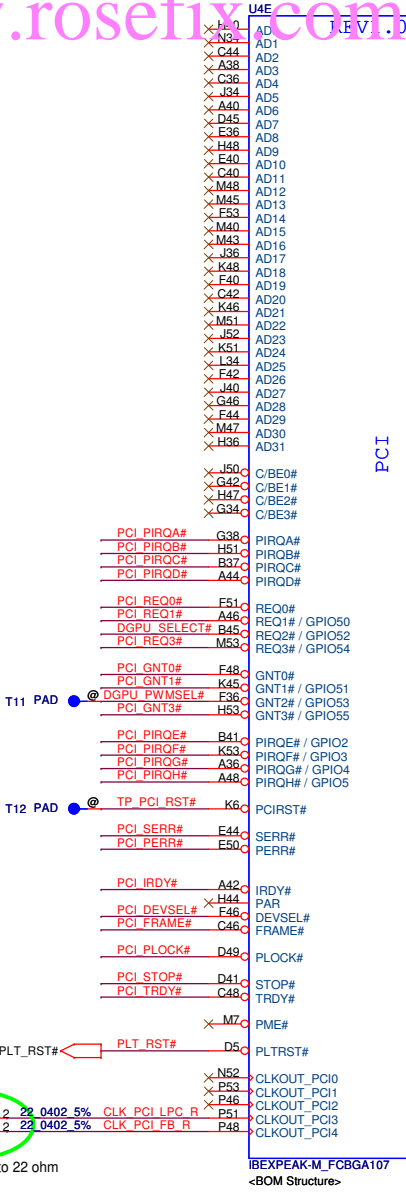 .rosefix.com
U4E
REV1.0
AD0
N34 AD1
C44 AD2
A38 AD3
C36 AD4
J34 AD5
A40 AD6
D45 AD7
E36 AD8
H48 AD9
E40 AD10
C40 AD11
M48 AD12
M45 AD13
F53 AD14
M40 AD15
M43 AD16
J36 AD17
K48 AD18
F40 AD19
C42 AD20
K46 AD21
M51 AD22
J52 AD23
K51 AD24
L34 AD25
F42 AD26
J40 AD27
G46 AD28
F44 AD29
M47 AD30
H36 AD31
PCI
J50 C/BE0#
G42 C/BE1#
H47 C/BE2#
G34 C/BE3#
PCI_PIRQA# G38 PIRQA#
PCI_PIRQB# H51 PIRQB#
PCI_PIRQC# B37 PIRQC#
PCI_PIRQD# A44 PIRQD#
PCI_REQ0# F51 REQ0#
PCI_REQ1# A46 REQ1# / GPIO50
DGPU_SELECT# B45 REQ2# / GPIO52
PCI_REQ3# M53 REQ3# / GPIO54
PCI_GNT0# F48 GNT0#
PCI_GNT1# K45 GNT1# / GPIO51
T11 PAD @ DGPU_PWMSEL# F36 GNT2# / GPIO53
PCI_GNT3# H53 GNT3# / GPIO55
PCI_PIRQE# B41 PIRQE# / GPIO2
PCI_PIRQF# K53 PIRQF# / GPIO3
PCI_PIRQG# A36 PIRQG# / GPIO4
PCI_PIRQH# A48 PIRQH# / GPIO5
T12 PAD @ TP_PCI_RST# K6 PCIRST#
PCI_SERR# E44 SERR#
PCI_PERR# E50 PERR#
PCI_IRDY# A42 IRDY#
H44 PAR
PCI_DEVSEL# F46 DEVSEL#
PCI_FRAME# C46 FRAME#
PCI_PLOCK# D49 PLOCK#
PCI_STOP# D41 STOP#
PCI_TRDY# C48 TRDY#
M7 PME#
PLT_RST# PLT_RST# D5 PLTRST#
N52 CLKOUT_PCI0
P53 CLKOUT_PCI1
P46 CLKOUT_PCI2
2 22_0402_5% CLK_PCI_LPC_R P51 CLKOUT_PCI3
2 22_0402_5% CLK_PCI_FB_R P48 CLKOUT_PCI4
to 22 ohm
IBEXPEAK-M_FCBGA107
<BOM Structure>